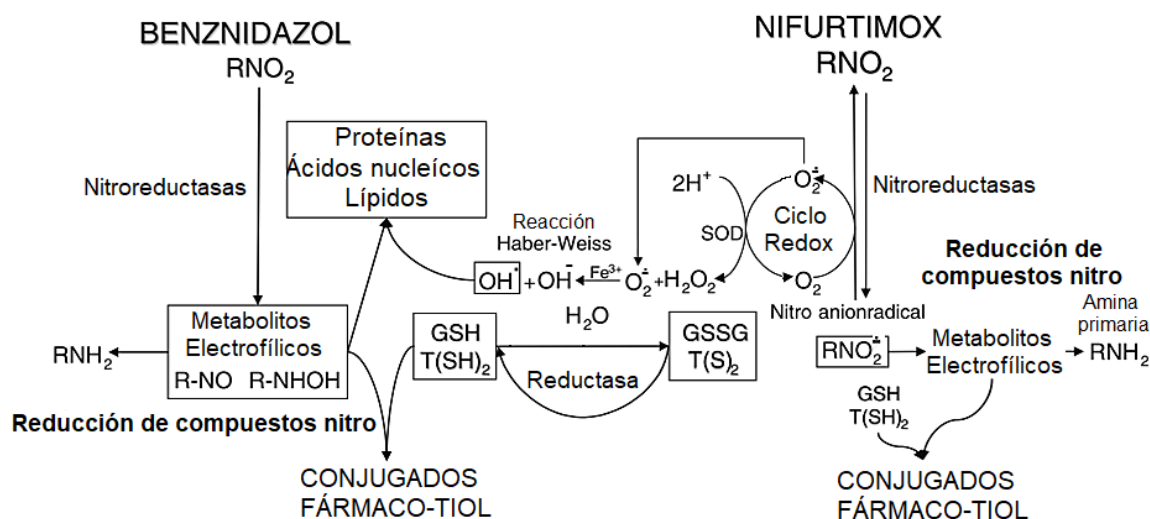 BENZNIDAZOL
RNO₂
Nitroreductasas
Proteínas
Ácidos nucleícos
Lípidos
Metabolitos
Electrofílicos
R-NO R-NHOH
RNH₂
Reducción de compuestos nitro
CONJUGADOS
FÁRMACO-TIOL
GSH
T(SH)₂
Reductasa
GSSG
T(S)₂
H₂O
Reacción
Haber-Weiss
OH˙ + OH⁻ Fe³⁺ O₂∸ + H₂O₂
2H⁺
SOD
O₂∸
Ciclo
Redox
O₂
NIFURTIMOX
RNO₂
Nitroreductasas
Reducción de
compuestos nitro
Nitro anionradical
RNO₂∸
Metabolitos
Electrofílicos
Amina
primaria
RNH₂
GSH
T(SH)₂
CONJUGADOS
FÁRMACO-TIOL